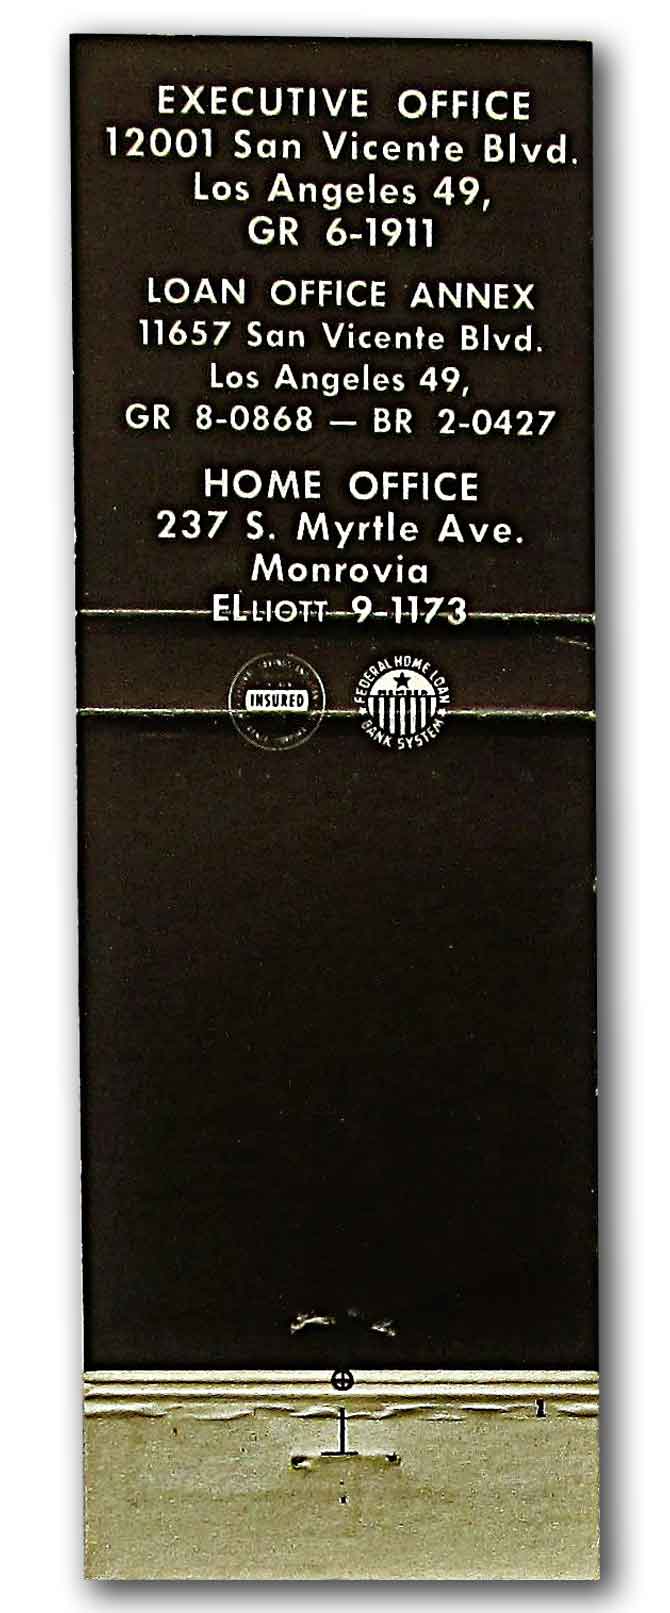 EXECUTIVE OFFICE
12001 San Vicente Blvd.
Los Angeles 49,
GR 6-1911
LOAN OFFICE ANNEX
11657 San Vicente Blvd.
Los Angeles 49,
GR 8-0868 — BR 2-0427
HOME OFFICE
237 S. Myrtle Ave.
Monrovia
ELLIOTT 9-1173
INSURED
FEDERAL HOME LOAN
MEMBER
BANK SYSTEM
1